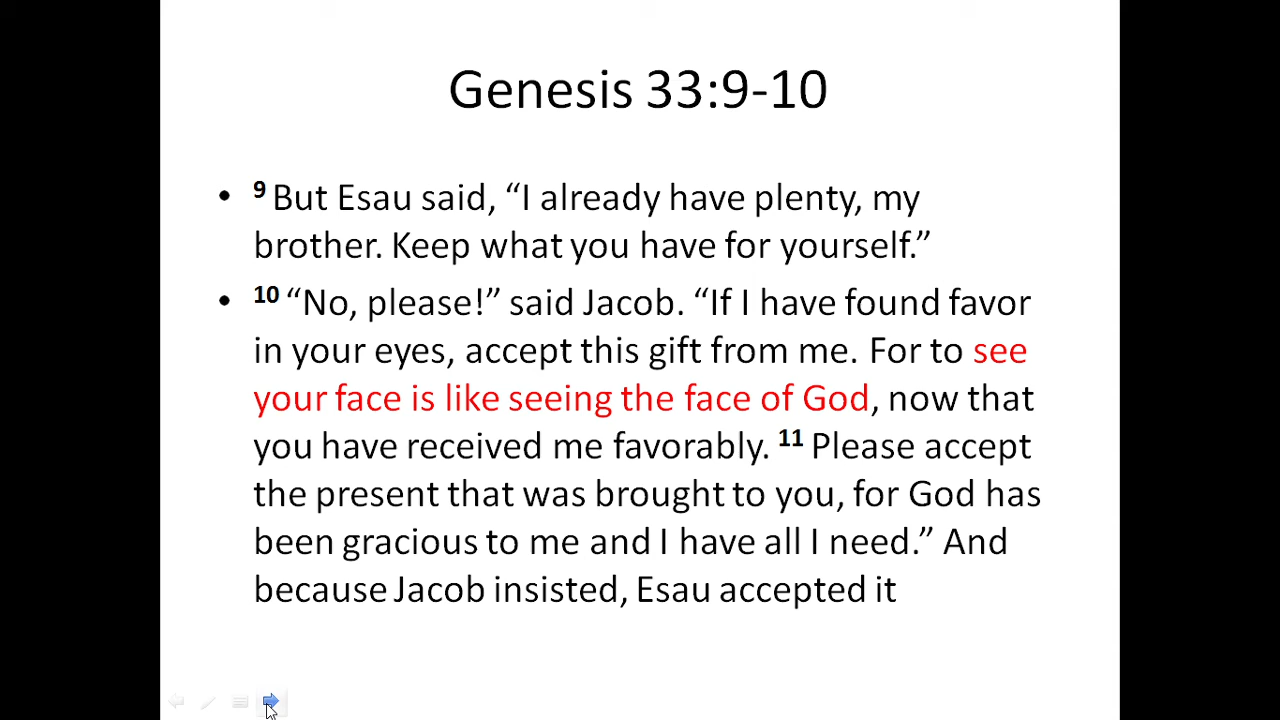 Genesis 33:9-10
• 9 But Esau said, “I already have plenty, my
brother. Keep what you have for yourself.”
• 10 “No, please!” said Jacob. “If I have found favor
in your eyes, accept this gift from me. For to see
your face is like seeing the face of God, now that
you have received me favorably. 11 Please accept
the present that was brought to you, for God has
been gracious to me and I have all I need.” And
because Jacob insisted, Esau accepted it